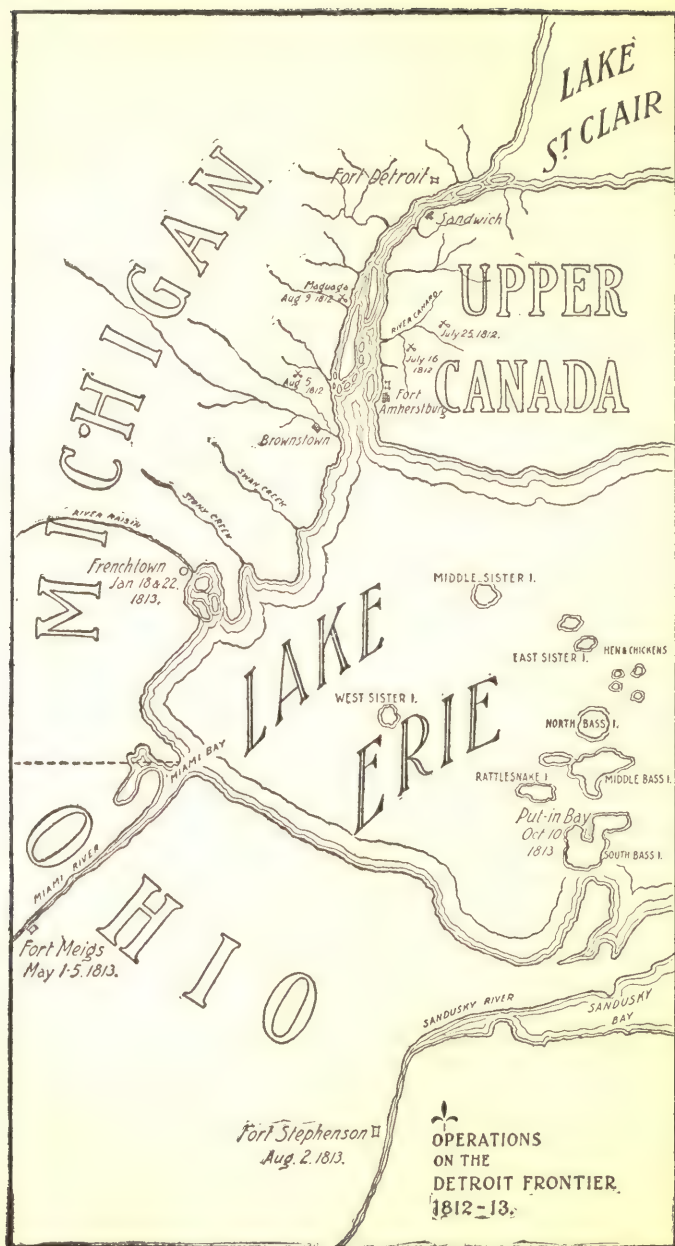 LAKE
ST CLAIR
Fort Detroit
Sandwich
MICHIGAN
UPPER
CANADA
Maguaga
Aug 9 1812
RIVER CANARD
July 25, 1812.
July 16
1812
Aug 5
1812
Fort
Amherstburg
Brownstown
SWAN CREEK
STONY CREEK
RIVER RAISIN
Frenchtown
Jan 18 & 22.
1813.
MIDDLE SISTER I.
EAST SISTER I.
HEN & CHICKENS
LAKE
ERIE
WEST SISTER I.
NORTH BASS I.
MIAMI BAY
RATTLESNAKE I
MIDDLE BASS I.
Put-in Bay
Oct 10
1813
SOUTH BASS I.
OHIO
MIAMI RIVER
Fort Meigs
May 1-5. 1813.
SANDUSKY RIVER
SANDUSKY
BAY
Fort Stephenson
Aug. 2. 1813.
OPERATIONS
ON THE
DETROIT FRONTIER
1812-13.